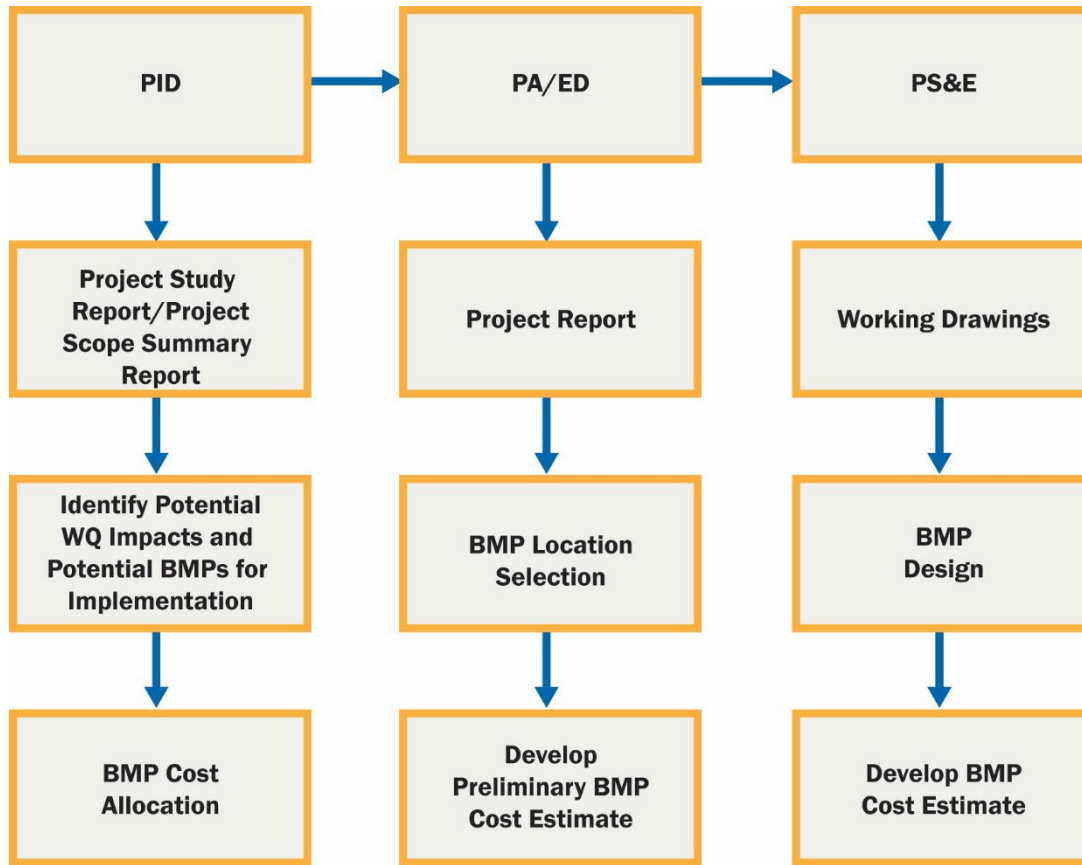 PID
PA/ED
PS&E
Project Study
Report/Project
Scope Summary
Report
Project Report
Working Drawings
Identify Potential
WQ Impacts and
Potential BMPs for
Implementation
BMP Location
Selection
BMP
Design
BMP Cost
Allocation
Develop
Preliminary BMP
Cost Estimate
Develop BMP
Cost Estimate